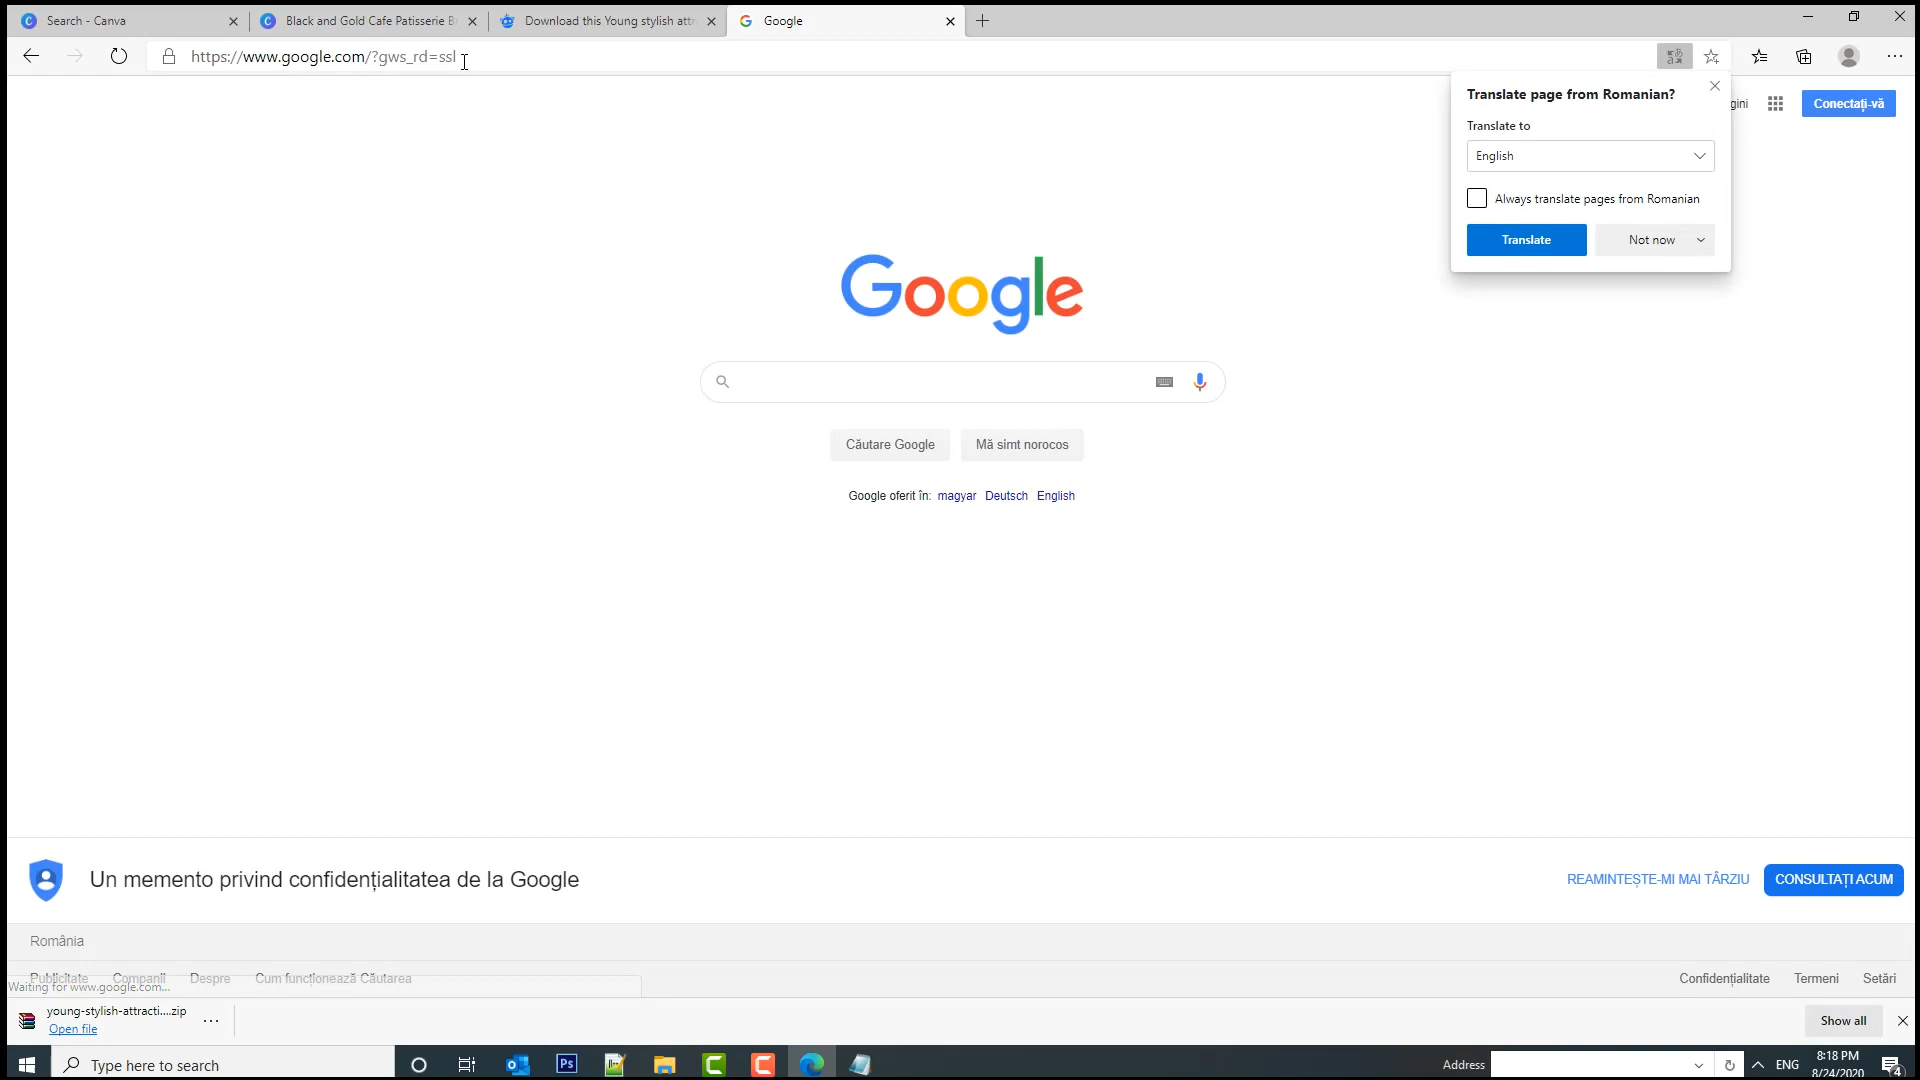 Search - Canva
Black and Gold Cafe Patisserie B
Download this Young stylish attr
Google
https://www.google.com/?gws_rd=ssl
Translate page from Romanian?
Translate to
English
Always translate pages from Romanian
Translate
Not now
gini
Conectați-vă
Google
Căutare Google
Mă simt norocos
Google oferit în: magyar Deutsch English
Un memento privind confidențialitatea de la Google
REAMINTEȘTE-MI MAI TÂRZIU
CONSULTAȚI ACUM
România
Publicitate Companii Despre Cum funcționează Căutarea
Confidențialitate Termeni Setări
Waiting for www.google.com...
young-stylish-attracti....zip
Open file
Show all
Type here to search
Ps
Address
ENG
8:18 PM
8/24/2020
4